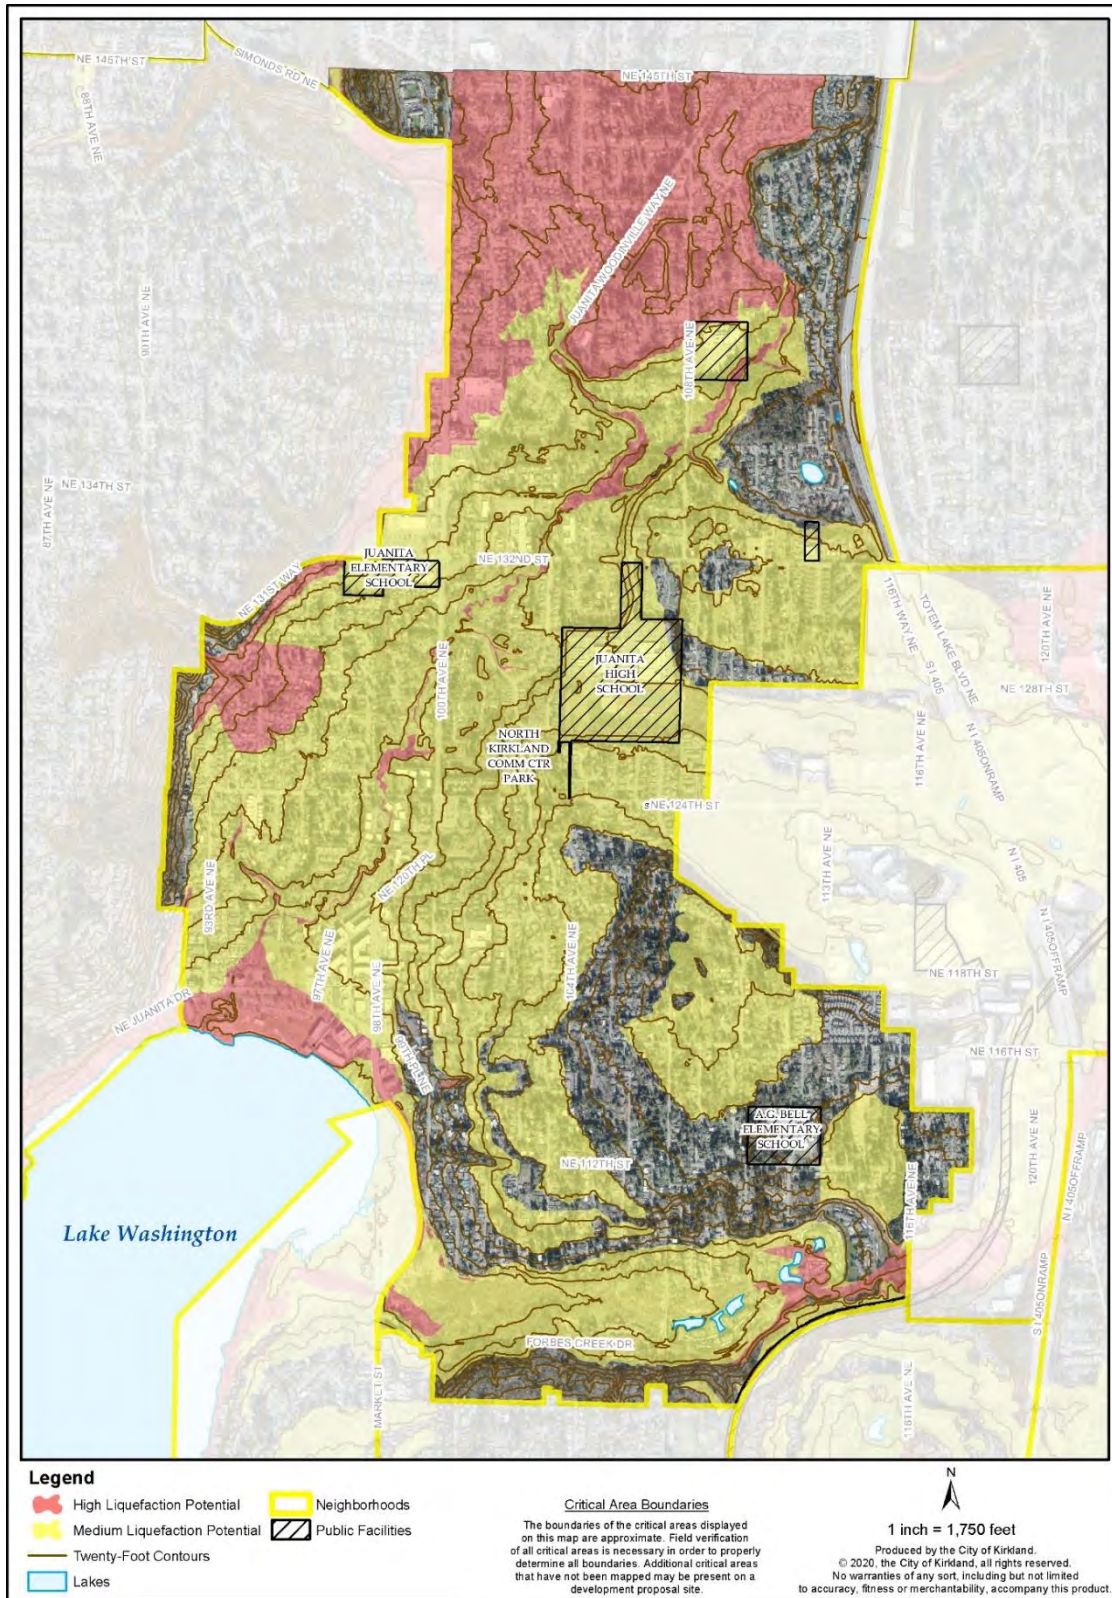 NE 145TH ST
SIMONDS RD NE
NE 145TH ST
88TH AVE NE
JUANITA WOODINVILLE WAY NE
90TH AVE NE
108TH AVE NE
NE 134TH ST
87TH AVE NE
NE 132ND ST
JUANITA
ELEMENTARY
SCHOOL
NE 131ST WAY
116TH WAY NE
TOTEM LAKE BLVD NE
S I 405
120TH AVE NE
NE 128TH ST
JUANITA
HIGH
SCHOOL
100TH AVE NE
NORTH
KIRKLAND
COMM CTR
PARK
116TH AVE NE
N I 405ONRAMP
NE 124TH ST
N I 405
113TH AVE NE
NE 120TH PL
93RD AVE NE
104TH AVE NE
N I 405OFFRAMP
NE 118TH ST
97TH AVE NE
98TH AVE NE
NE JUANITA DR
NE 116TH ST
A.G. BELL
ELEMENTARY
SCHOOL
NE 112TH ST
120TH AVE NE
N I 405OFFRAMP
116TH AVE NE
Lake Washington
S I 405ONRAMP
FORBES CREEK DR
MARKET ST
Legend
High Liquefaction Potential
Medium Liquefaction Potential
Twenty-Foot Contours
Lakes
Neighborhoods
Public Facilities
Critical Area Boundaries
The boundaries of the critical areas displayed
on this map are approximate. Field verification
of all critical areas is necessary in order to properly
determine all boundaries. Additional critical areas
that have not been mapped may be present on a
development proposal site.
N
1 inch = 1,750 feet
Produced by the City of Kirkland.
© 2020, the City of Kirkland, all rights reserved.
No warranties of any sort, including but not limited
to accuracy, fitness or merchantability, accompany this product.